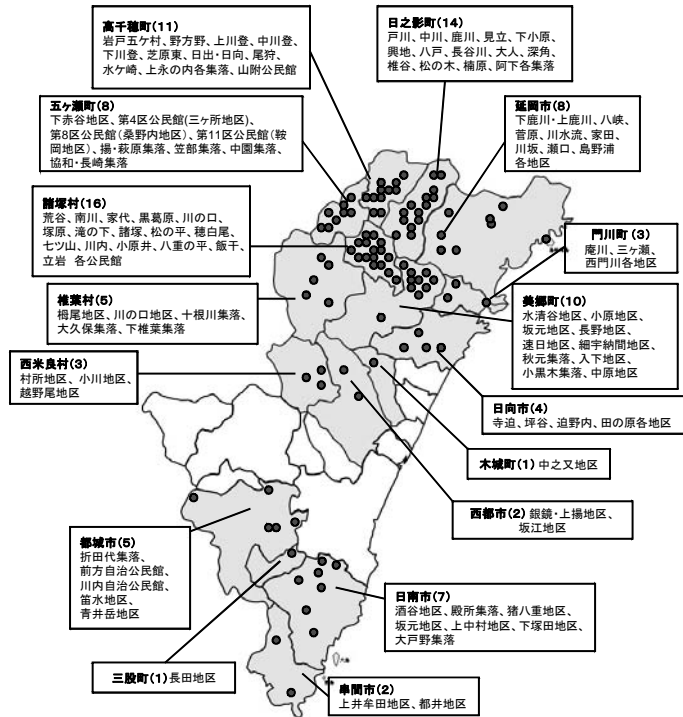 高千穂町(11)
岩戸五ケ村、野方野、上川登、中川登、
下川登、芝原東、日出・日向、尾狩、
水ケ崎、上永の内各集落、山附公民館
日之影町(14)
戸川、中川、鹿川、見立、下小原、
興地、八戸、長谷川、大人、深角、
椎谷、松の木、楠原、阿下各集落
五ヶ瀬町(8)
下赤谷地区、第4区公民館(三ヶ所地区)、
第8区公民館(桑野内地区)、第11区公民館(鞍
岡地区)、揚・萩原集落、笠部集落、中園集落、
協和・長崎集落
延岡市(8)
下鹿川・上鹿川、八峡、
菅原、川水流、家田、
川坂、瀬口、島野浦
各地区
諸塚村(16)
荒谷、南川、家代、黒葛原、川の口、
塚原、滝の下、諸塚、松の平、穂白尾、
七ツ山、川内、小原井、八重の平、飯干、
立岩 各公民館
門川町(3)
庵川、三ヶ瀬、
西門川各地区
椎葉村(5)
栂尾地区、川の口地区、十根川集落、
大久保集落、下椎葉集落
美郷町(10)
水清谷地区、小原地区、
坂元地区、長野地区、
速日地区、細宇納間地区、
秋元集落、入下地区、
小黒木集落、中原地区
西米良村(3)
村所地区、小川地区、
越野尾地区
日向市(4)
寺迫、坪谷、迫野内、田の原各地区
木城町(1) 中之又地区
西都市(2) 銀鏡・上揚地区、
坂江地区
都城市(5)
折田代集落、
前方自治公民館、
川内自治公民館、
笛水地区、
青井岳地区
日南市(7)
酒谷地区、殿所集落、猪八重地区、
坂元地区、上中村地区、下塚田地区、
大戸野集落
三股町(1) 長田地区
串間市(2)
上井牟田地区、都井地区